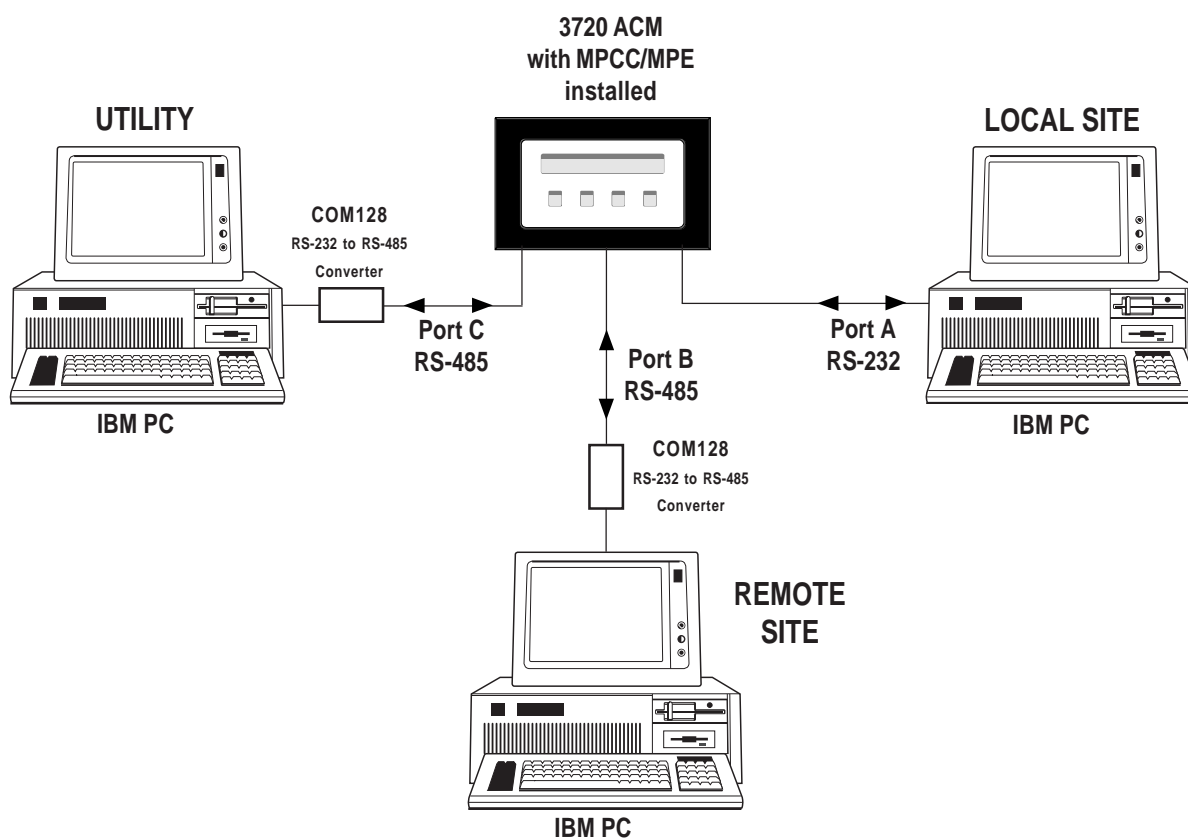 3720 ACM
with MPCC/MPE
installed
UTILITY
LOCAL SITE
COM128
RS-232 to RS-485
Converter
Port C
RS-485
Port B
RS-485
Port A
RS-232
IBM PC
IBM PC
COM128
RS-232 to RS-485
Converter
REMOTE
SITE
IBM PC